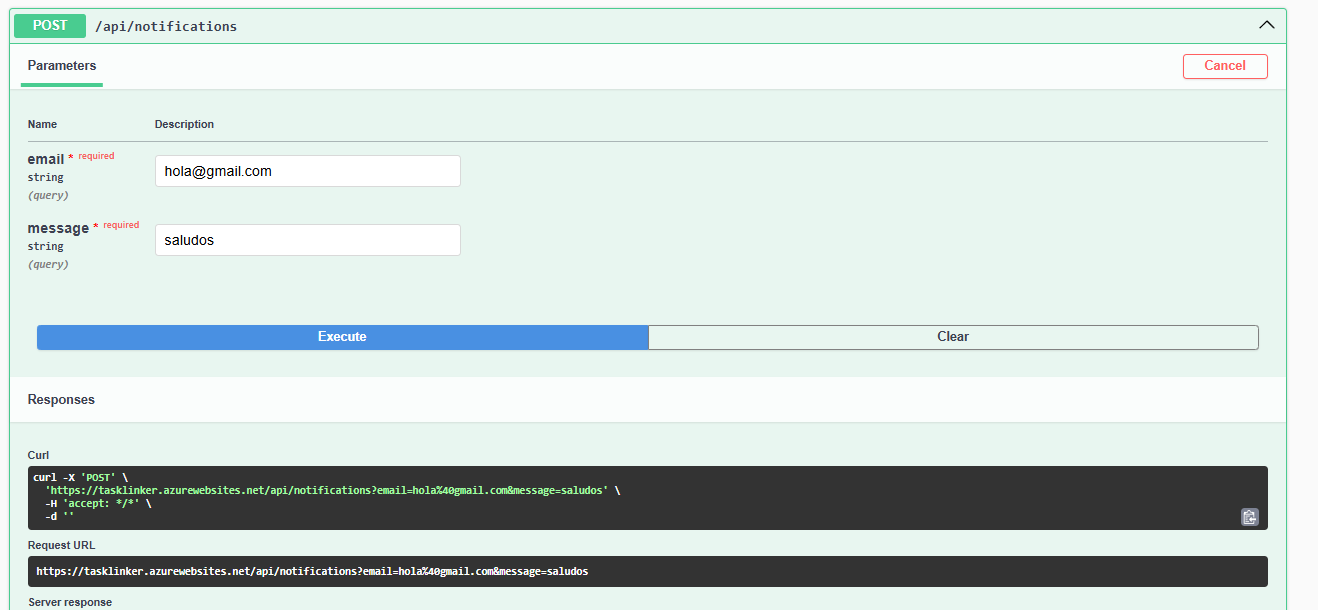 POST /api/notifications
Parameters
Cancel
Name Description
email * required
string
(query)
hola@gmail.com
message * required
string
(query)
saludos
Execute
Clear
Responses
Curl
curl -X 'POST' \
'https://tasklinker.azurewebsites.net/api/notifications?email=hola%40gmail.com&message=saludos' \
-H 'accept: */*' \
-d ''
Request URL
https://tasklinker.azurewebsites.net/api/notifications?email=hola%40gmail.com&message=saludos
Server response